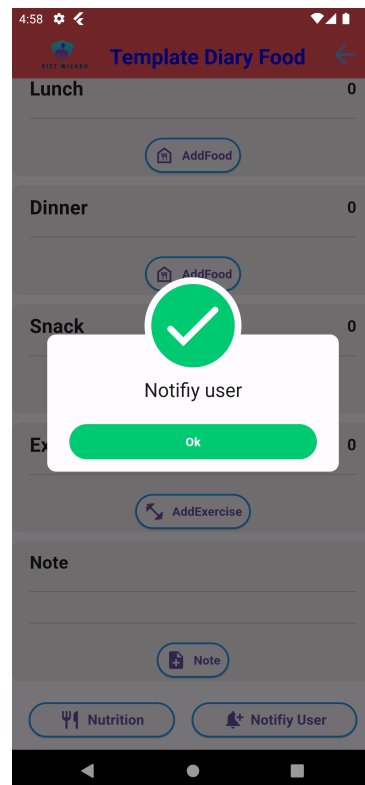 4:58
Template Diary Food
DIET WIZARD
Lunch 0
AddFood
Dinner 0
AddFood
Snack 0
Notifiy user
Ok
Ex 0
AddExercise
Note
Note
Nutrition Notifiy User